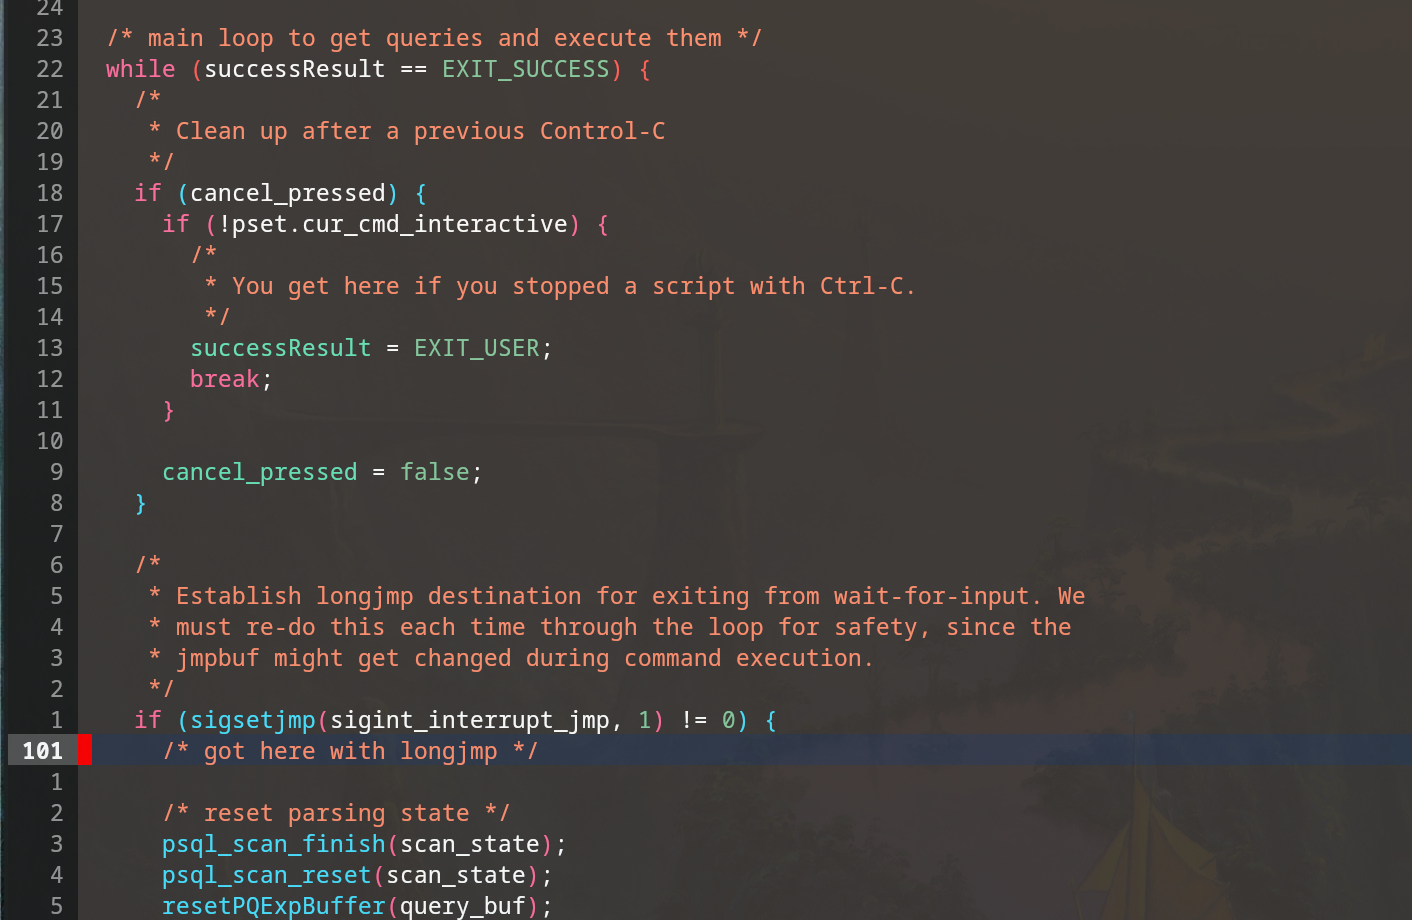 24
23 /* main loop to get queries and execute them */
22 while (successResult == EXIT_SUCCESS) {
21 /*
20 * Clean up after a previous Control-C
19 */
18 if (cancel_pressed) {
17 if (!pset.cur_cmd_interactive) {
16 /*
15 * You get here if you stopped a script with Ctrl-C.
14 */
13 successResult = EXIT_USER;
12 break;
11 }
10
9 cancel_pressed = false;
8 }
7
6 /*
5 * Establish longjmp destination for exiting from wait-for-input. We
4 * must re-do this each time through the loop for safety, since the
3 * jmpbuf might get changed during command execution.
2 */
1 if (sigsetjmp(sigint_interrupt_jmp, 1) != 0) {
101 /* got here with longjmp */
1
2 /* reset parsing state */
3 psql_scan_finish(scan_state);
4 psql_scan_reset(scan_state);
5 resetPQExpBuffer(query_buf);